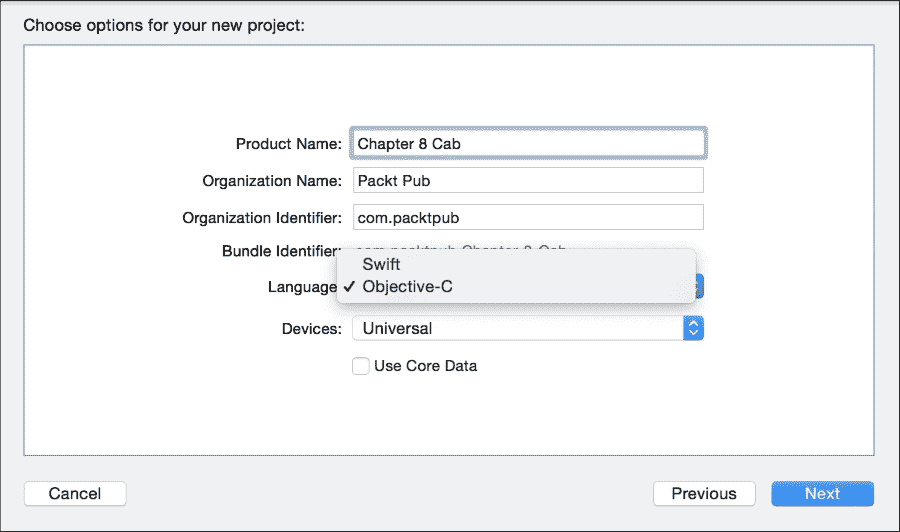 Choose options for your new project:
Product Name: Chapter 8 Cab
Organization Name: Packt Pub
Organization Identifier: com.packtpub
Bundle Identifier:
Swift
Language ✓ Objective-C
Devices: Universal
Use Core Data
Cancel Previous Next